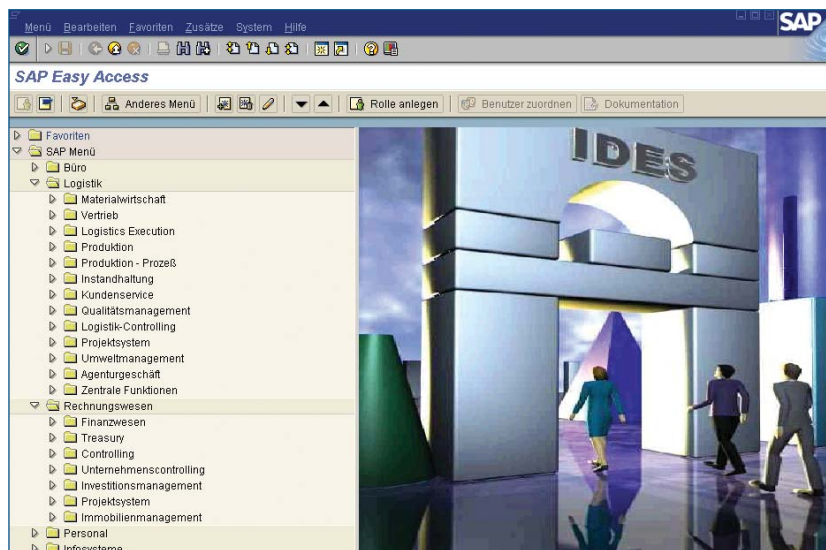 Menü Bearbeiten Favoriten Zusätze System Hilfe
SAP
SAP Easy Access
Anderes Menü Rolle anlegen Benutzer zuordnen Dokumentation
Favoriten
SAP Menü
Büro
Logistik
Materialwirtschaft
Vertrieb
Logistics Execution
Produktion
Produktion - Prozeß
Instandhaltung
Kundenservice
Qualitätsmanagement
Logistik-Controlling
Projektsystem
Umweltmanagement
Agenturgeschäft
Zentrale Funktionen
Rechnungswesen
Finanzwesen
Treasury
Controlling
Unternehmenscontrolling
Investitionsmanagement
Projektsystem
Immobilienmanagement
Personal
Infosysteme
IDES